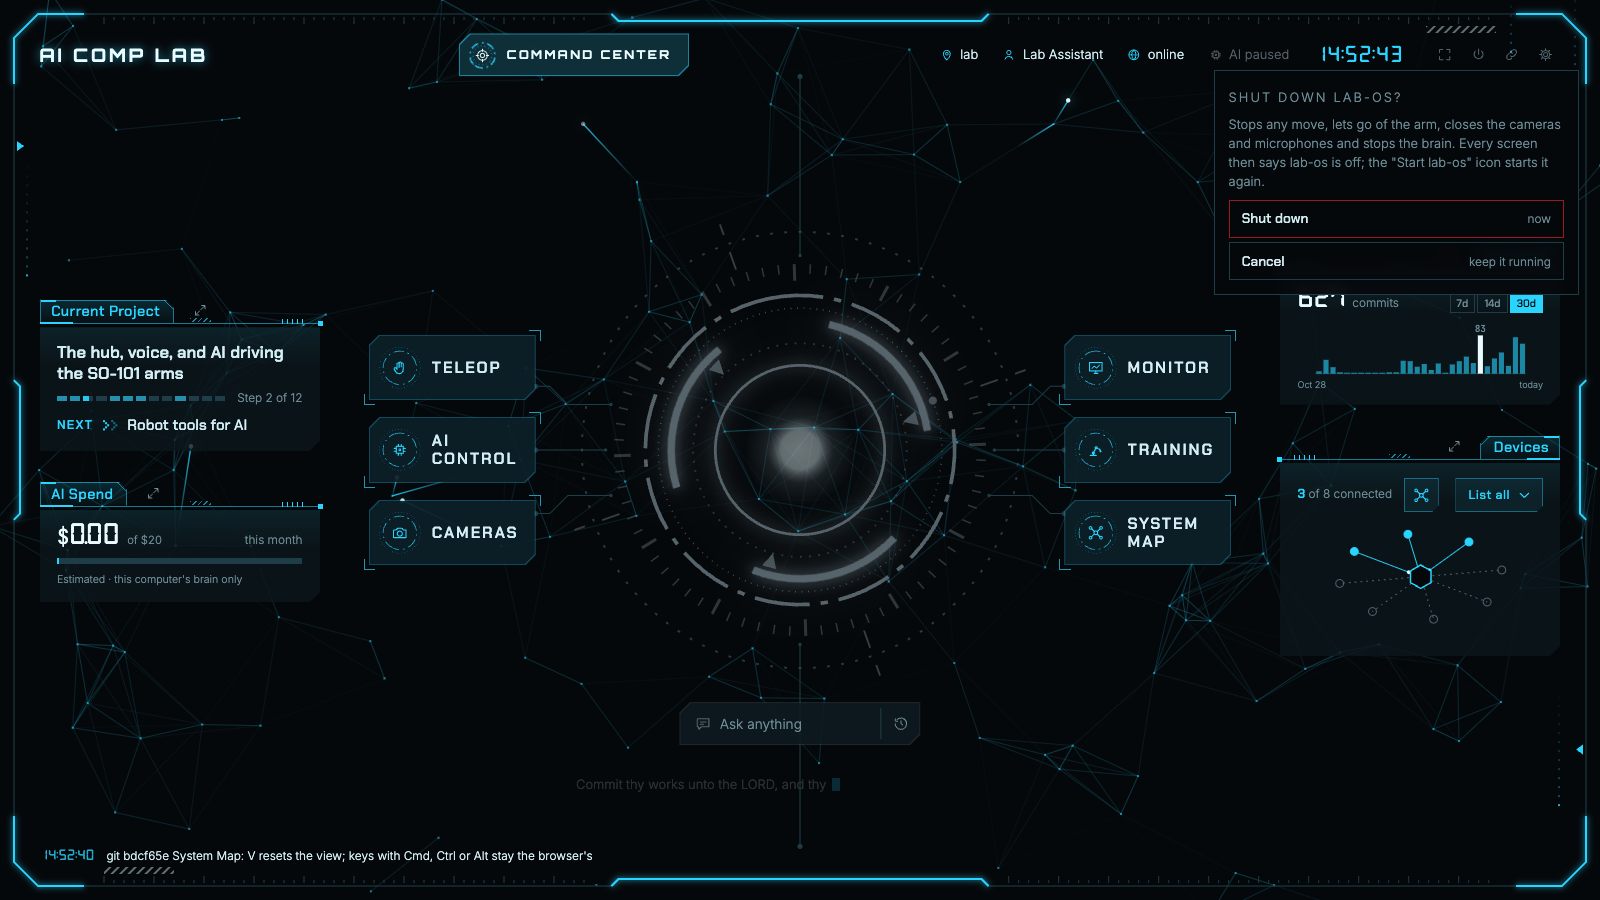 AI COMP LAB
COMMAND CENTER
lab
Lab Assistant
online
AI paused
14:52:43
SHUT DOWN LAB-OS?
Stops any move, lets go of the arm, closes the cameras
and microphones and stops the brain. Every screen
then says lab-os is off; the "Start lab-os" icon starts it
again.
Shut down now
Cancel keep it running
Current Project
The hub, voice, and AI driving
the SO-101 arms
Step 2 of 12
NEXT Robot tools for AI
AI Spend
$0.00 of $20 this month
Estimated · this computer's brain only
TELEOP
AI
CONTROL
CAMERAS
MONITOR
TRAINING
SYSTEM
MAP
commits
7d 14d 30d
83
Oct 28 today
Devices
3 of 8 connected
List all
Ask anything
Commit thy works unto the LORD, and thy
14:52:40 git bdcf65e System Map: V resets the view; keys with Cmd, Ctrl or Alt stay the browser's